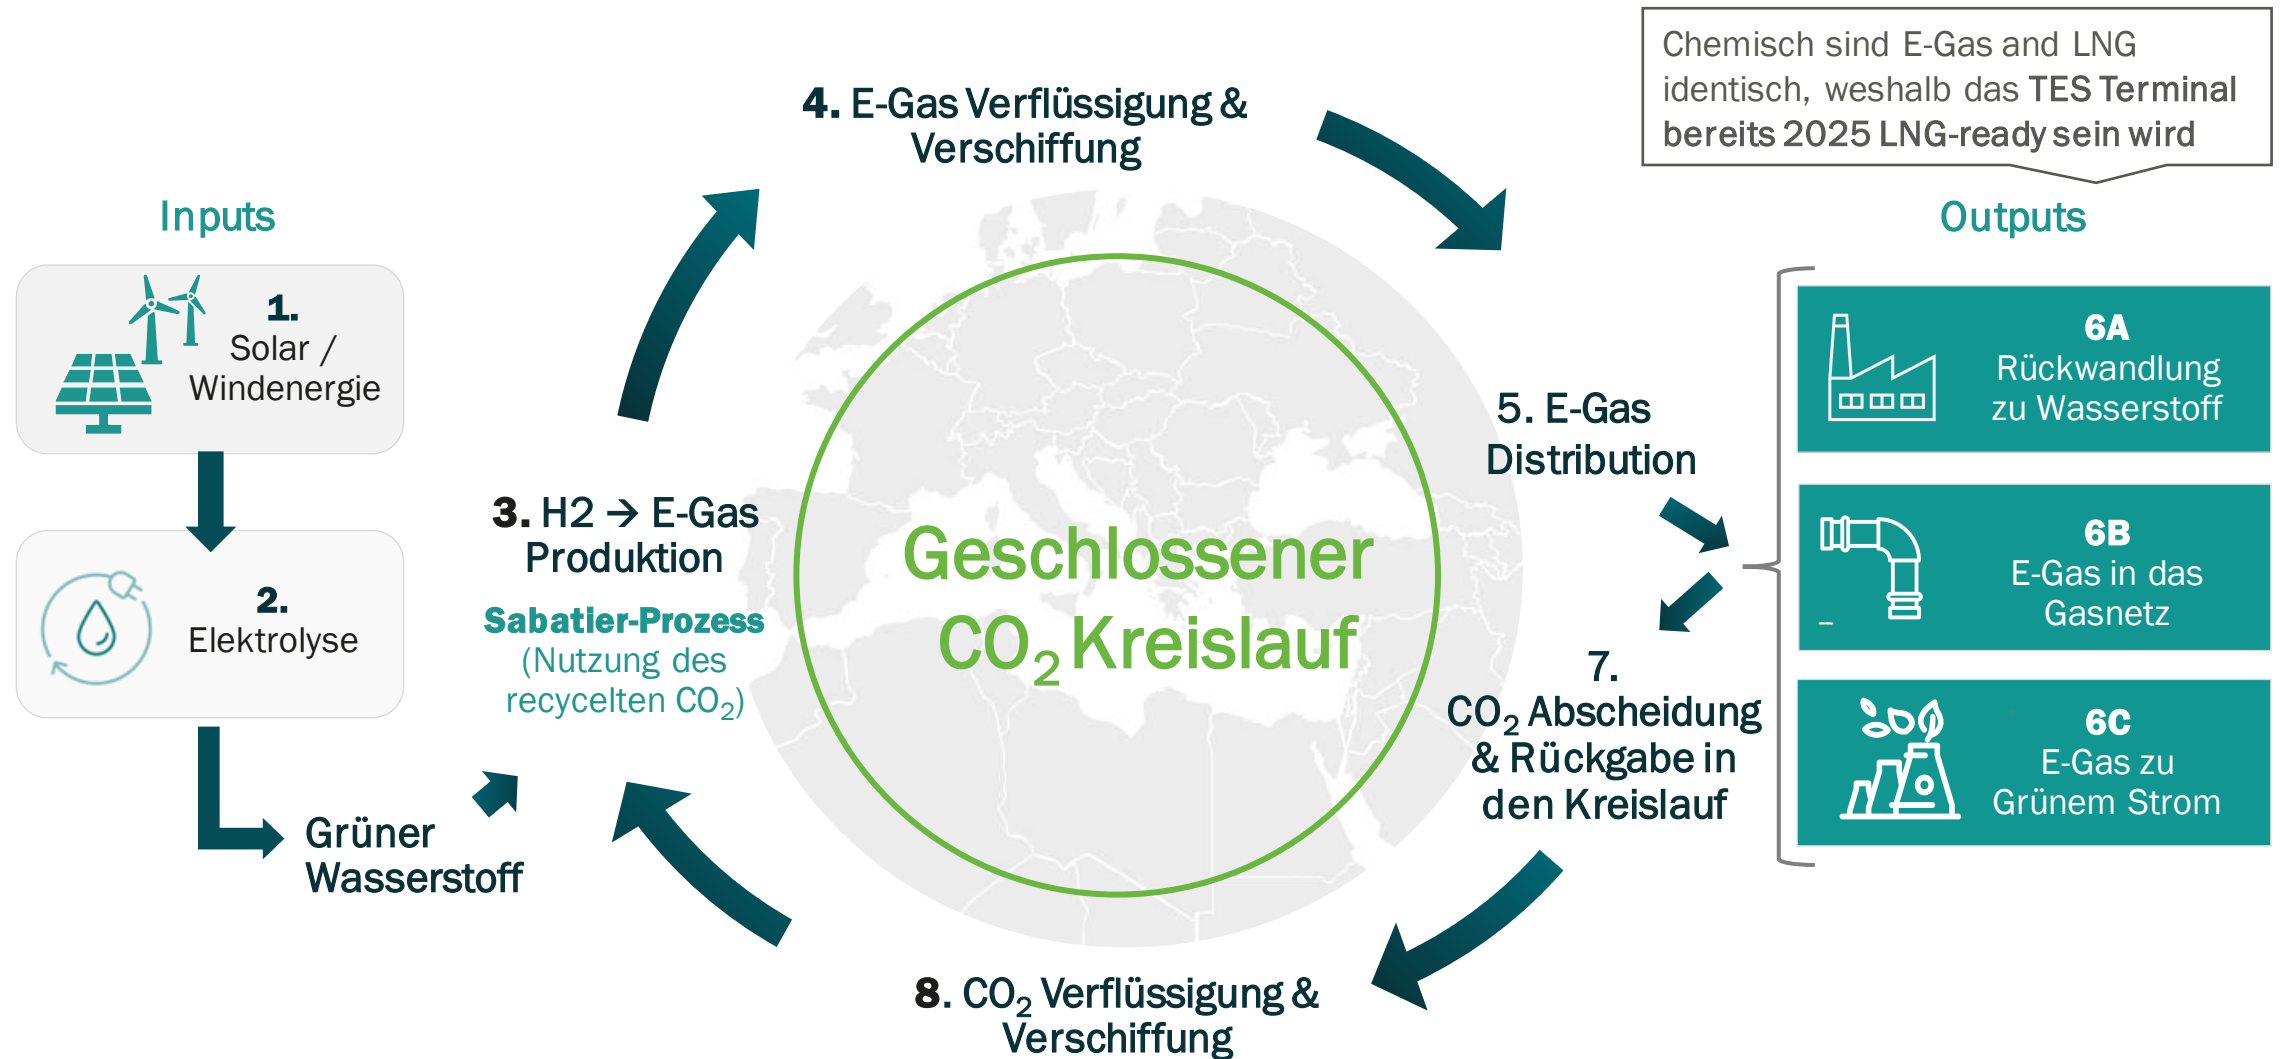 Chemisch sind E-Gas and LNG
identisch, weshalb das TES Terminal
bereits 2025 LNG-ready sein wird
Inputs
1.
Solar /
Windenergie
2.
Elektrolyse
Grüner
Wasserstoff
3. H2 → E-Gas
Produktion
Sabatier-Prozess
(Nutzung des
recycelten CO₂)
4. E-Gas Verflüssigung &
Verschiffung
Geschlossener
CO₂ Kreislauf
5. E-Gas
Distribution
Outputs
6A
Rückwandlung
zu Wasserstoff
6B
E-Gas in das
Gasnetz
6C
E-Gas zu
Grünem Strom
7.
CO₂ Abscheidung
& Rückgabe in
den Kreislauf
8. CO₂ Verflüssigung &
Verschiffung